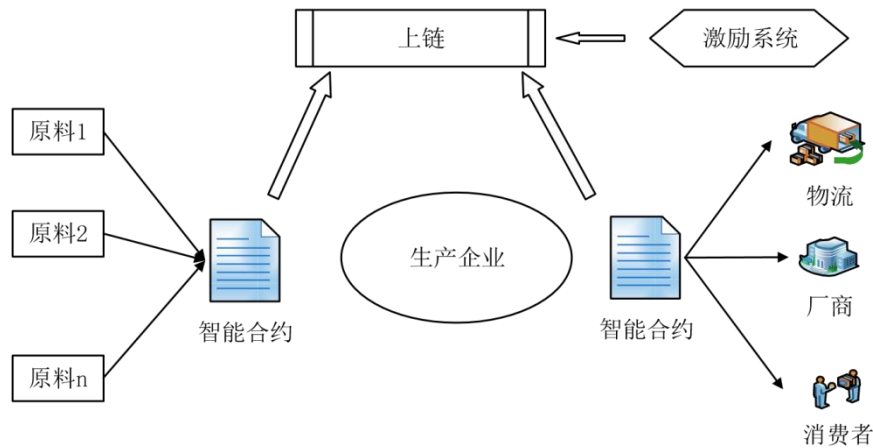 上链
激励系统
原料1
原料2
原料n
智能合约
生产企业
智能合约
物流
厂商
消费者